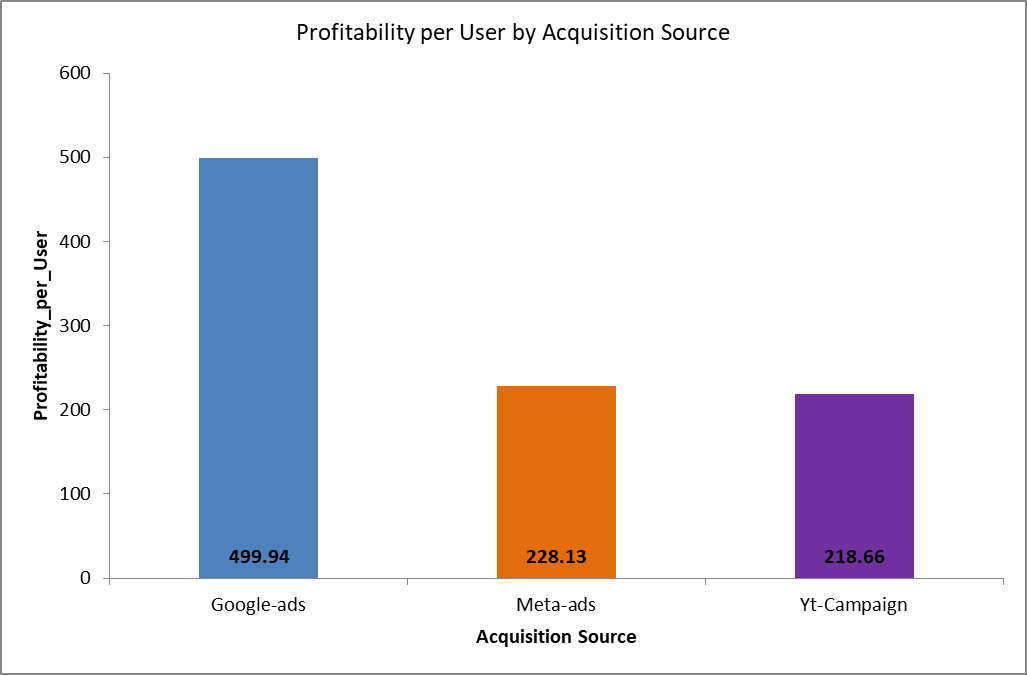 Profitability per User by Acquisition Source
600
500
400
300
200
100
0
Profitability_per_User
499.94
228.13
218.66
Google-ads
Meta-ads
Yt-Campaign
Acquisition Source